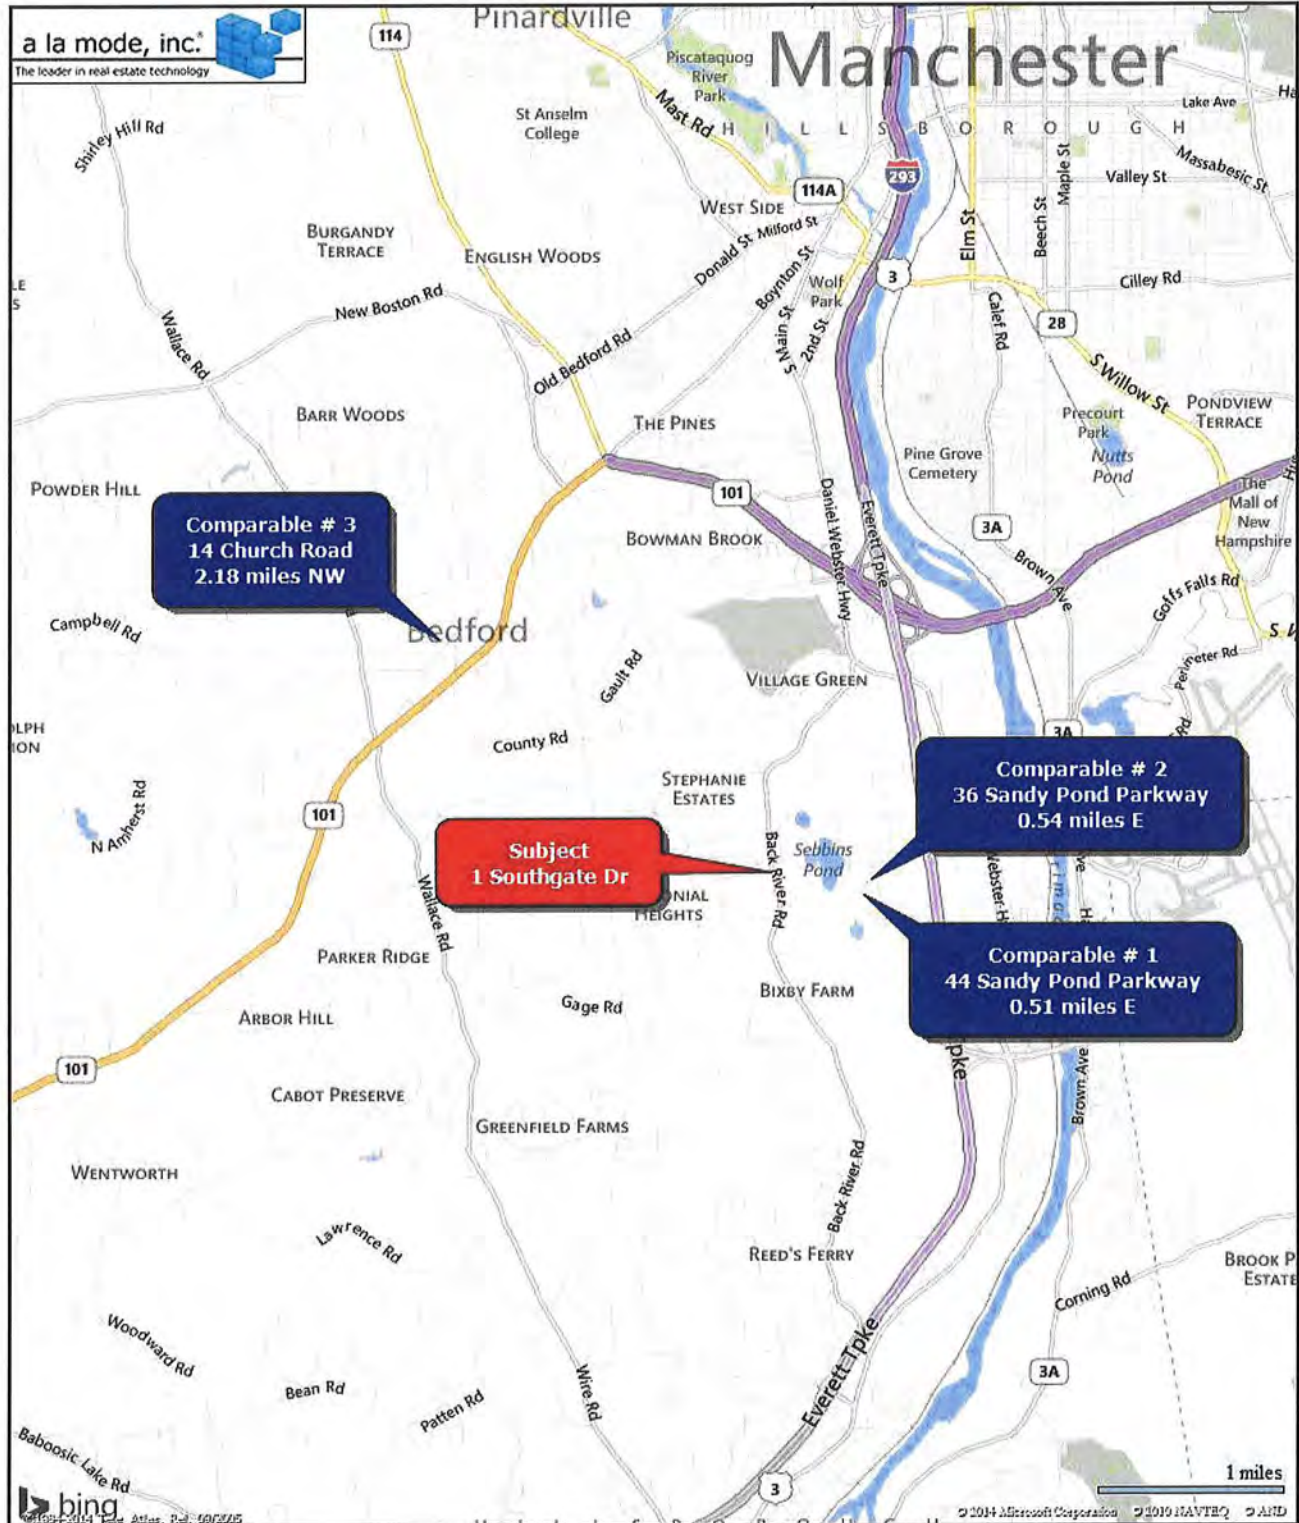 a la mode, inc.
The leader in real estate technology
Pinardville
114
Manchester
Piscataquog
River
Park
Mast Rd
Lake Ave
St Anselm
College
HILLSBOROUGH
Shirley Hill Rd
Massabesic St
293
Maple St
Valley St
114A
WEST SIDE
Milford St
Donald St
Elm St
Beech St
BURGANDY
TERRACE
ENGLISH WOODS
Boynton St
Wolf
Park
3
Cilley Rd
New Boston Rd
Calef Rd
28
Wallace Rd
Old Bedford Rd
S Main St
2nd St
S Willow St
BARR WOODS
THE PINES
Precourt
Park
PONDVIEW
TERRACE
Nutts
Pond
Pine Grove
Cemetery
POWDER HILL
101
The
Mall of
New
Hampshire
Daniel Webster Hwy
Everett Tpke
3A
BOWMAN BROOK
Comparable # 3
14 Church Road
2.18 miles NW
Brown Ave
Goffs Falls Rd
Campbell Rd
Bedford
Perimeter Rd
Gault Rd
VILLAGE GREEN
County Rd
3A
STEPHANIE
ESTATES
Comparable # 2
36 Sandy Pond Parkway
0.54 miles E
N Amherst Rd
101
Back River Rd
Sebbins
Pond
Subject
1 Southgate Dr
HEIGHTS
Wallace Rd
PARKER RIDGE
Comparable # 1
44 Sandy Pond Parkway
0.51 miles E
BIXBY FARM
Gage Rd
ARBOR HILL
101
CABOT PRESERVE
Brown Ave
GREENFIELD FARMS
WENTWORTH
Back River Rd
Lawrence Rd
REED'S FERRY
BROOK P
ESTATE
Corning Rd
Woodward Rd
Everett Tpke
Bean Rd
Patten Rd
Wire Rd
3A
Baboosic Lake Rd
1 miles
3
bing
© 2014 Microsoft Corporation © 2010 NAVTEQ © AND